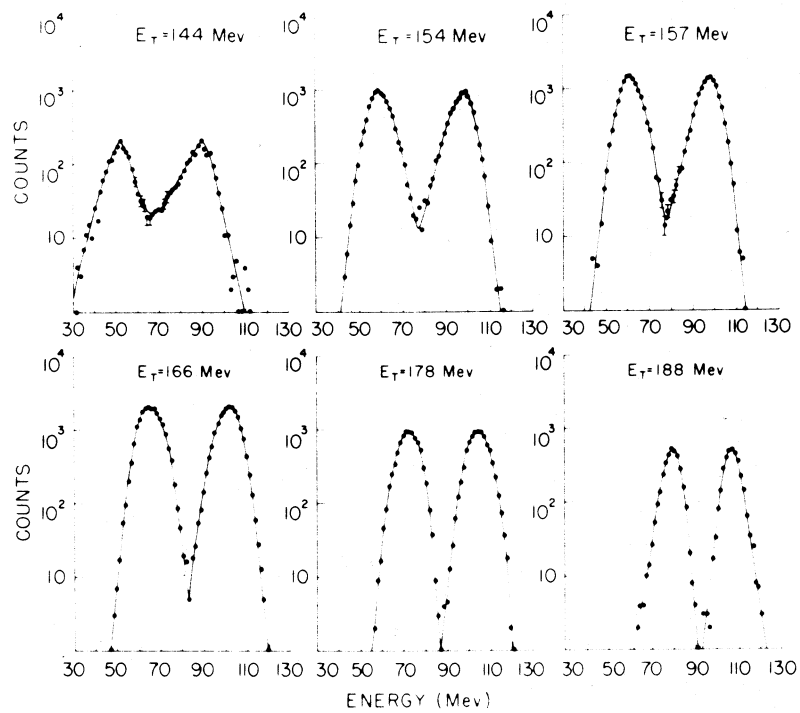 10⁴ E_T=144 Mev
10³
10²
10
COUNTS
30 50 70 90 110 130
10⁴ E_T=154 Mev
10³
10²
10
30 50 70 90 110 130
10⁴ E_T=157 Mev
10³
10²
10
30 50 70 90 110 130
10⁴ E_T=166 Mev
10³
10²
10
COUNTS
30 50 70 90 110 130
10⁴ E_T=178 Mev
10³
10²
10
30 50 70 90 110 130
10⁴ E_T=188 Mev
10³
10²
10
30 50 70 90 110 130
ENERGY (Mev)